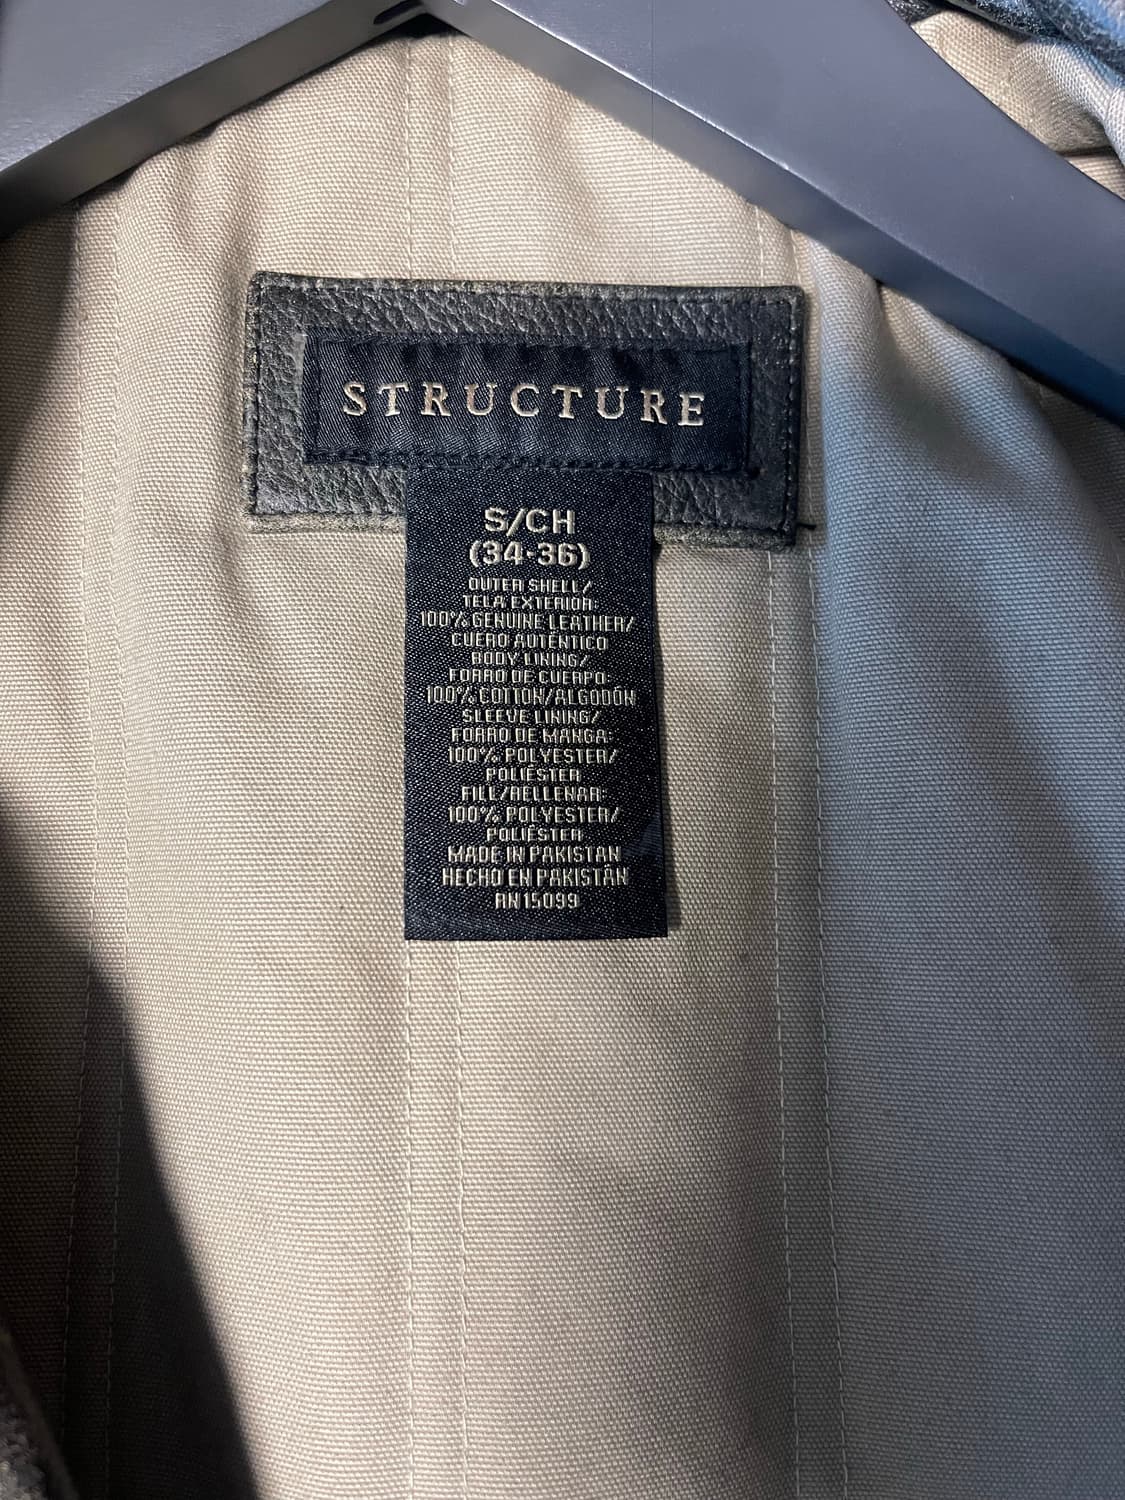 STRUCTURE
S/CH
(34-36)
OUTER SHELL/
TELA EXTERIOR:
100% GENUINE LEATHER/
CUERO AUTÉNTICO
BODY LINING/
FORRO DE CUERPO:
100% COTTON/ALGODÓN
SLEEVE LINING/
FORRO DE MANGA:
100% POLYESTER/
POLIÉSTER
FILL/RELLENAR:
100% POLYESTER/
POLIÉSTER
MADE IN PAKISTAN
HECHO EN PAKISTÁN
RN15099